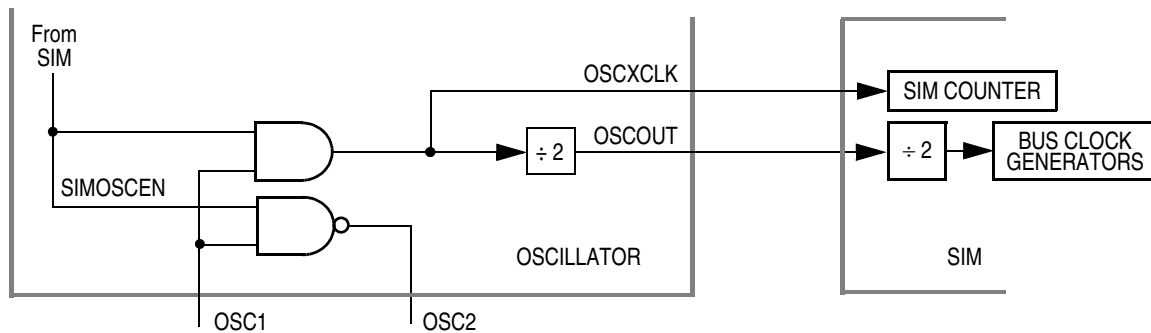 From
SIM
OSCXCLK
SIM COUNTER
÷ 2
OSCOUT
÷ 2
BUS CLOCK
GENERATORS
SIMOSCEN
OSCILLATOR
SIM
OSC1
OSC2